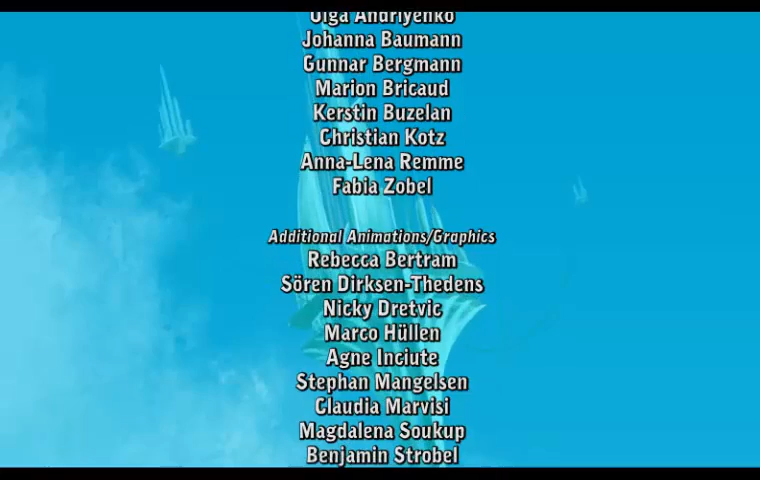 Olga Andriyenko
Johanna Baumann
Gunnar Bergmann
Marion Bricaud
Kerstin Buzelan
Christian Kotz
Anna-Lena Remme
Fabia Zobel
Additional Animations/Graphics
Rebecca Bertram
Sören Dirksen-Thedens
Nicky Dretvic
Marco Hüllen
Agne Inciute
Stephan Mangelsen
Claudia Marvisi
Magdalena Soukup
Benjamin Strobel